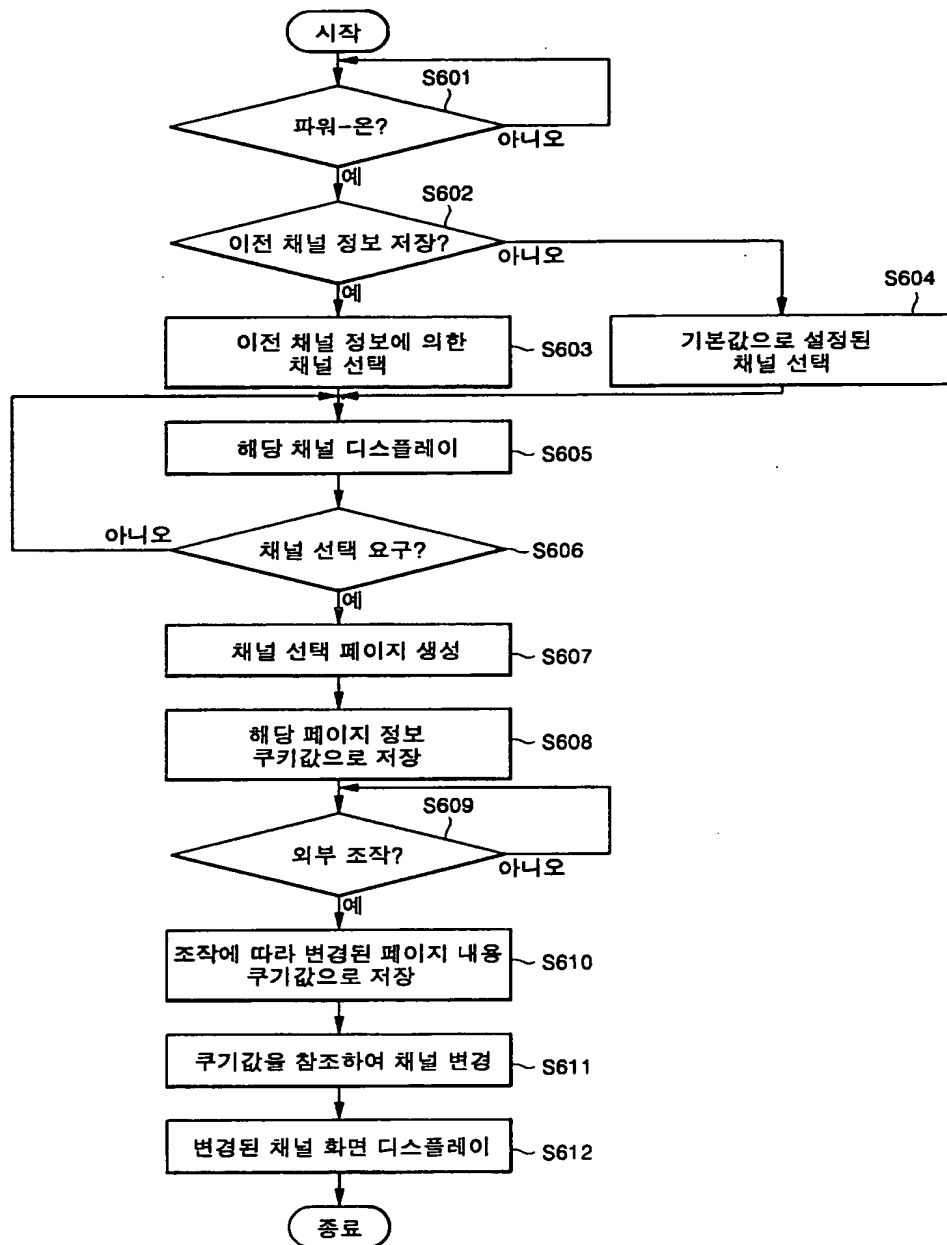 시작
S601
파워-온?
아니오
예
S602
이전 채널 정보 저장?
아니오
예
S604
이전 채널 정보에 의한
채널 선택
S603
기본값으로 설정된
채널 선택
해당 채널 디스플레이
S605
아니오
채널 선택 요구?
S606
예
채널 선택 페이지 생성
S607
해당 페이지 정보
쿠키값으로 저장
S608
S609
외부 조작?
아니오
예
조작에 따라 변경된 페이지 내용
쿠기값으로 저장
S610
쿠기값을 참조하여 채널 변경
S611
변경된 채널 화면 디스플레이
S612
종료